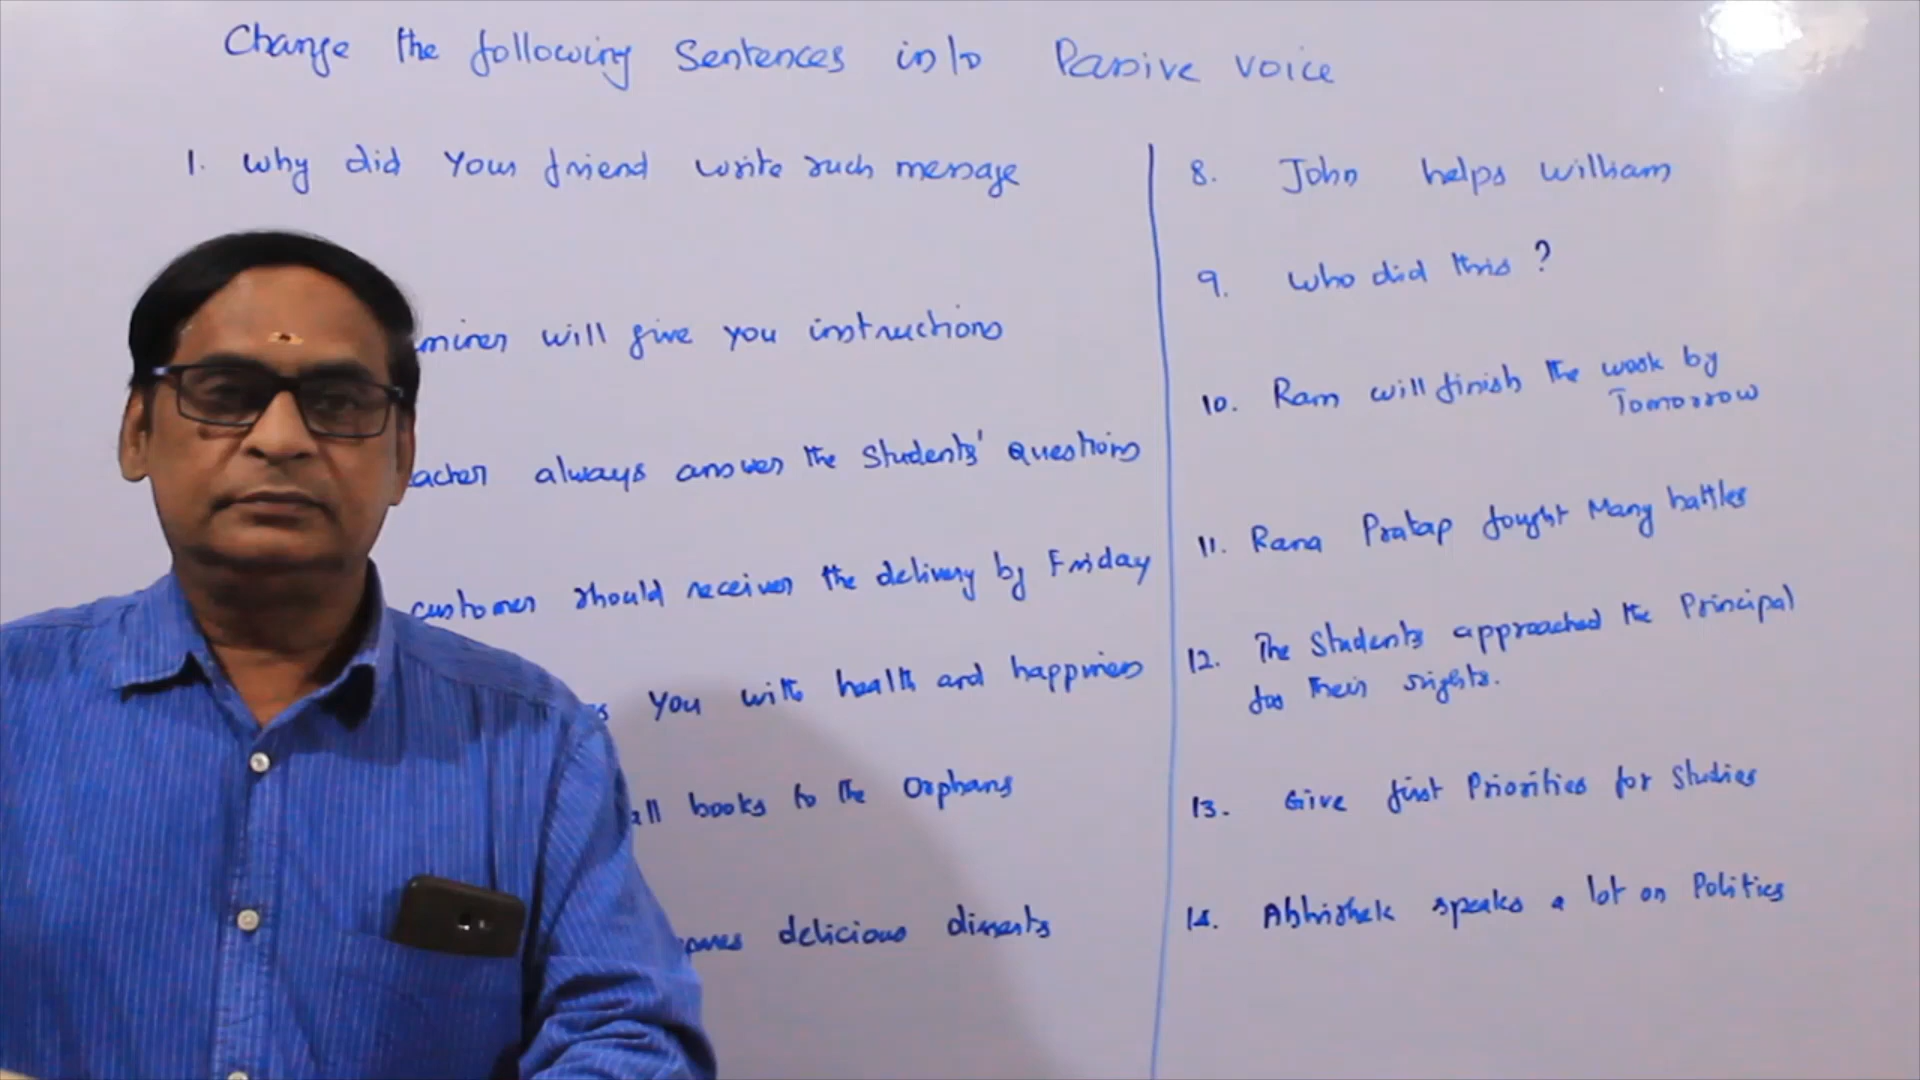 Change the following Sentences into Passive voice
1. Why did Your friend write such message
miner will give you instructions
acher always answer the Students' Questions
customer should receiver the delivery by Friday
s You with health and happiness
all books to the Orphans
pares delicious disserts
8. John helps William
9. Who did this ?
10. Ram will finish the work by
Tomorrow
11. Rana Pratap fought Many battles
12. The Students approached the Principal
for Their rights.
13. Give first Priorities for Studies
14. Abhishek speaks a lot on Politics